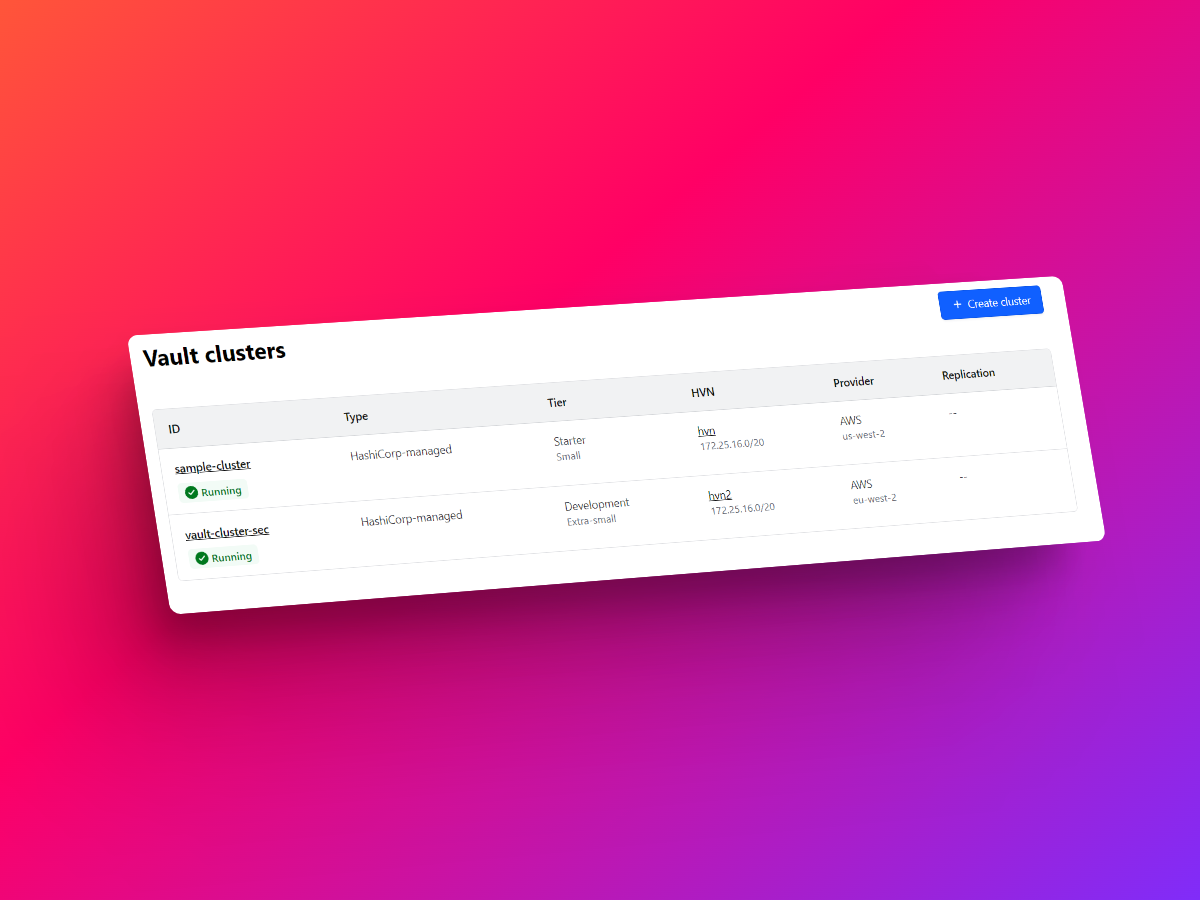 Vault clusters
+ Create cluster
ID Type Tier HVN Provider Replication
sample-cluster HashiCorp-managed Starter hvn AWS --
Running Small 172.25.16.0/20 us-west-2
vault-cluster-sec HashiCorp-managed Development hvn2 AWS --
Running Extra-small 172.25.16.0/20 eu-west-2